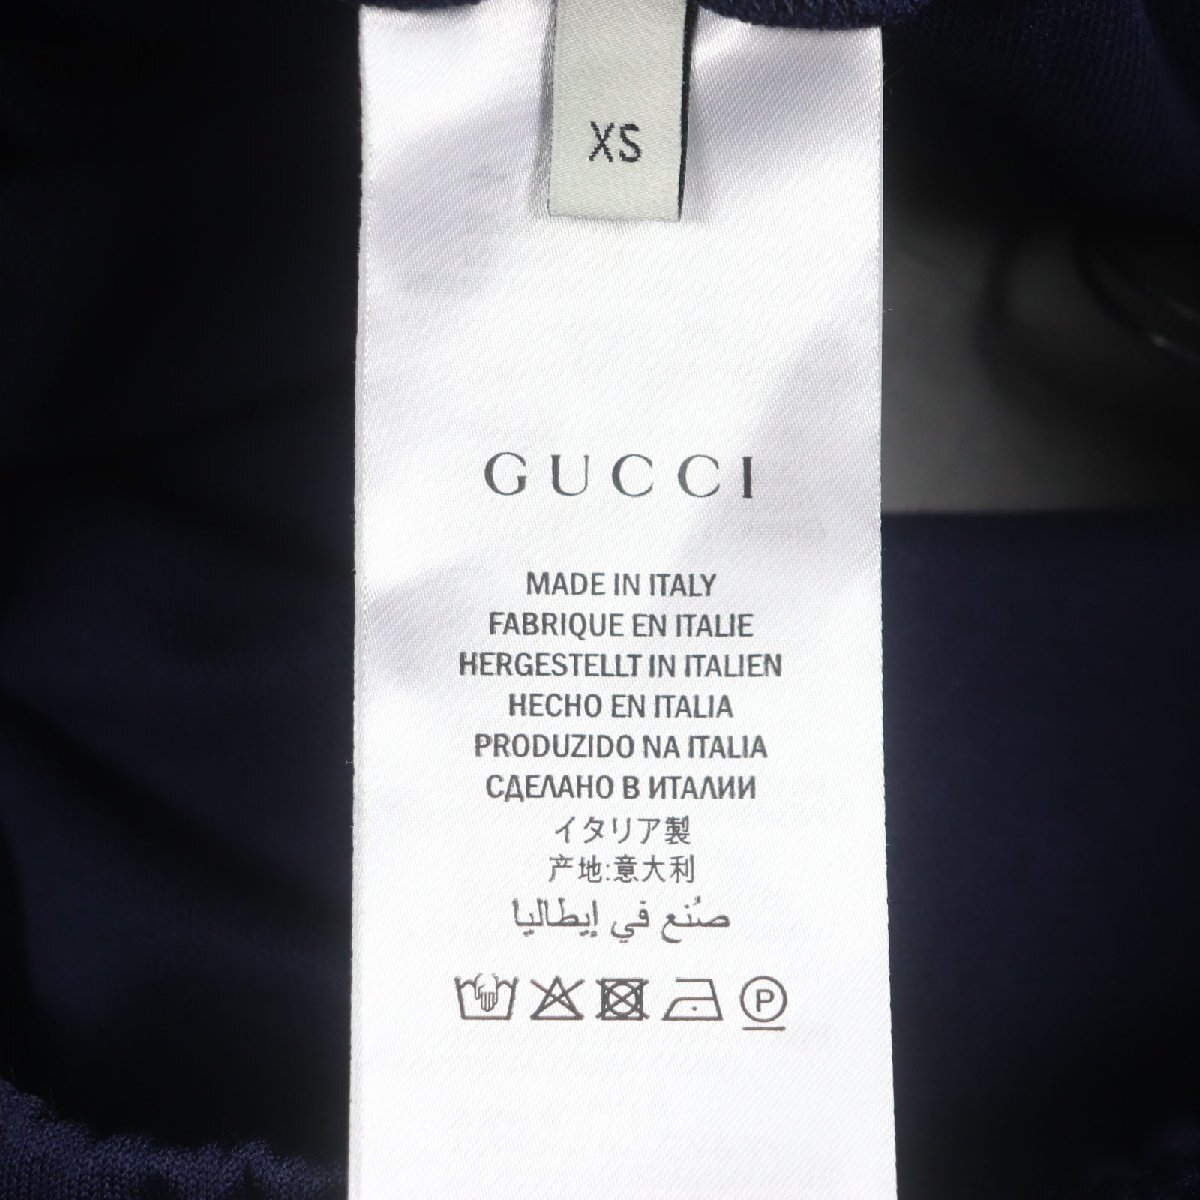 XS
GUCCI
MADE IN ITALY
FABRIQUE EN ITALIE
HERGESTELLT IN ITALIEN
HECHO EN ITALIA
PRODUZIDO NA ITALIA
СДЕЛАНО В ИТАЛИИ
イタリア製
产地:意大利
صُنع في إيطاليا
P